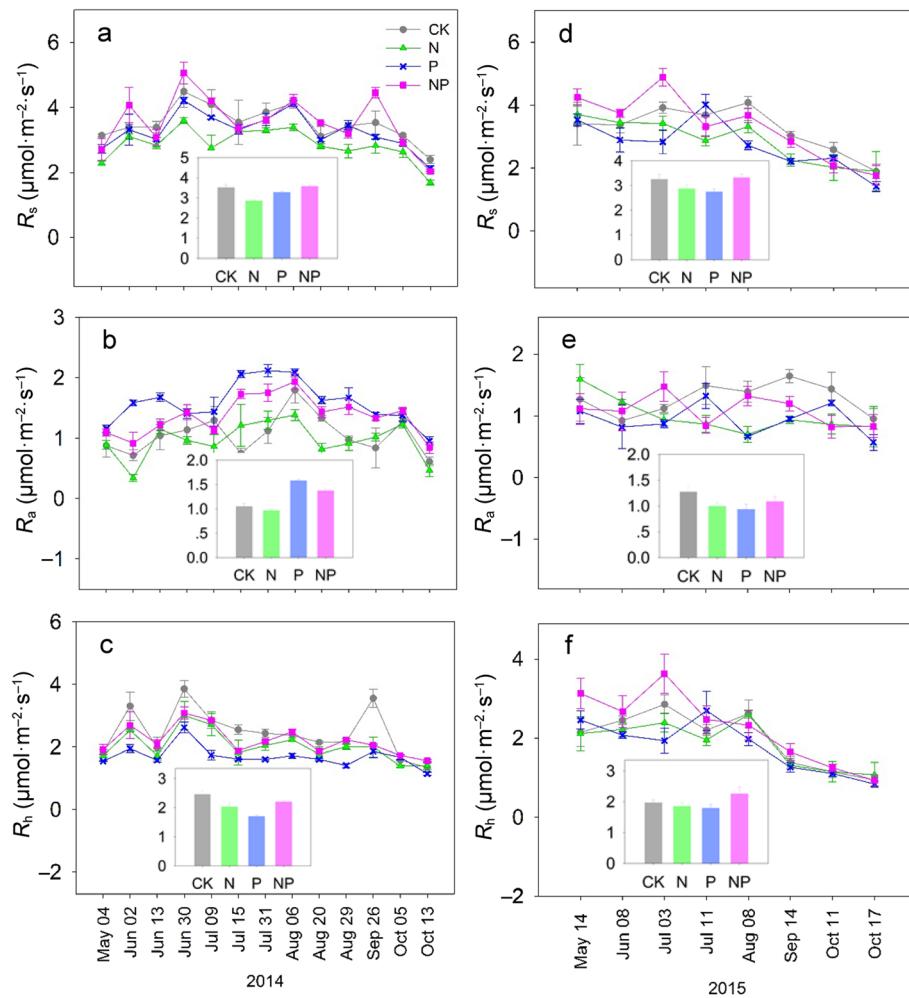 a
CK
N
P
NP
6
4
2
0
Rs (μmol·m−2·s−1)
5
4
3
2
1
0
CK N P NP
d
6
4
2
0
Rs (μmol·m−2·s−1)
4
3
2
1
0
CK N P NP
b
3
2
1
0
−1
Ra (μmol·m−2·s−1)
2.0
1.5
1.0
.5
.0
CK N P NP
e
2
1
0
−1
Ra (μmol·m−2·s−1)
2.0
1.5
1.0
.5
.0
CK N P NP
c
6
4
2
0
−2
Rh (μmol·m−2·s−1)
3
2
1
0
CK N P NP
May 04
Jun 02
Jun 13
Jun 30
Jul 09
Jul 15
Jul 31
Aug 06
Aug 20
Aug 29
Sep 26
Oct 05
Oct 13
2014
f
4
2
0
−2
Rh (μmol·m−2·s−1)
3
2
1
0
CK N P NP
May 14
Jun 08
Jul 03
Jul 11
Aug 08
Sep 14
Oct 11
Oct 17
2015